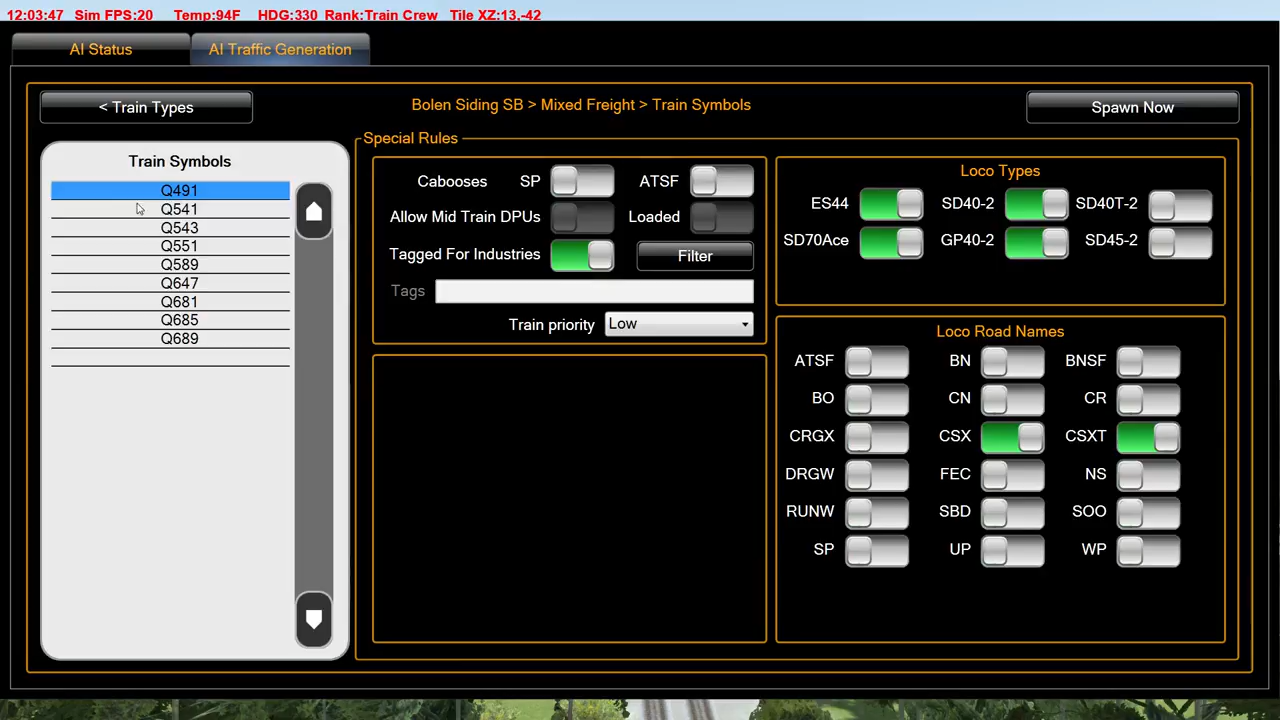 12:03:47 Sim FPS:20 Temp:94F HDG:330 Rank:Train Crew Tile XZ:13,-42
AI Status AI Traffic Generation
< Train Types
Bolen Siding SB > Mixed Freight > Train Symbols
Spawn Now
Train Symbols
Q491
Q541
Q543
Q551
Q589
Q647
Q681
Q685
Q689
Special Rules
Cabooses SP ATSF
Allow Mid Train DPUs Loaded
Tagged For Industries Filter
Tags
Train priority Low
Loco Types
ES44 SD40-2 SD40T-2
SD70Ace GP40-2 SD45-2
Loco Road Names
ATSF BN BNSF
BO CN CR
CRGX CSX CSXT
DRGW FEC NS
RUNW SBD SOO
SP UP WP